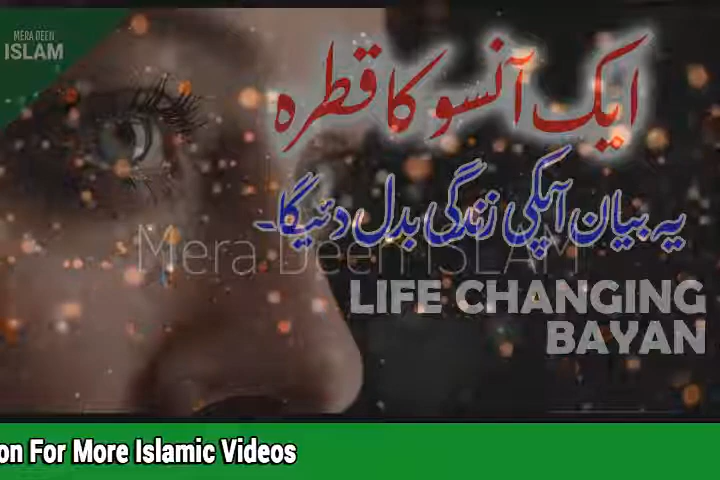 MERA DEEN
ISLAM
ایک آنسو کا قطرہ
یہ بیان آپکی زندگی بدل دئیگا۔
Mera Deen ISLAM
LIFE CHANGING
BAYAN
on For More Islamic Videos